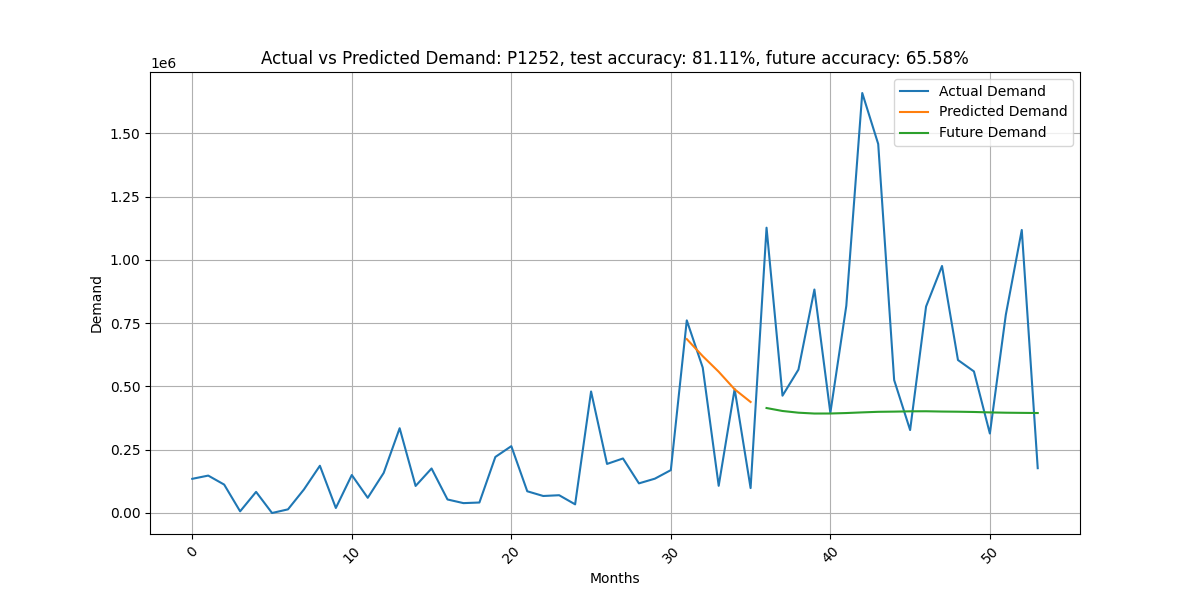 Actual vs Predicted Demand: P1252, test accuracy: 81.11%, future accuracy: 65.58%
1e6
Actual Demand
Predicted Demand
Future Demand
1.50
1.25
1.00
0.75
0.50
0.25
0.00
Demand
0 10 20 30 40 50
Months